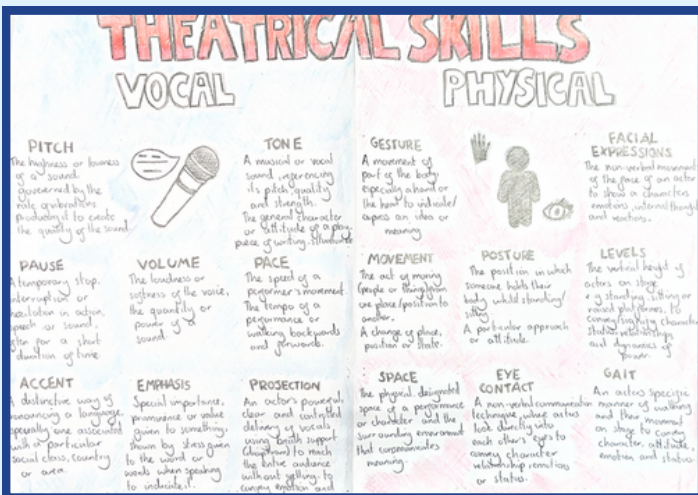 THEATRICAL SKILLS
VOCAL
PHYSICAL
PITCH
The highness or lowness
of a sound
governed by the
rate of vibrations
producing it to create
the quality of the sound
TONE
A musical or vocal
sound, referencing
its pitch, quality
and strength.
The general character
or attitude of a play,
piece of writing,
PAUSE
A temporary stop,
interruption or
hesitation in action,
speech or sound,
often for a short
duration of time.
VOLUME
The loudness or
softness of the voice,
the quantity or
power of a
sound.
PACE
The speed of a
performer's movement.
The tempo of a
performance or
walking backwards
and forwards.
ACCENT
A distinctive way of
pronouncing a language,
especially one associated
with a particular
social class, country
or area.
EMPHASIS
Special importance,
prominence or value
given to something,
shown by stress given
to the word or
words when speaking
to indicate it.
PROJECTION
An actor's powerful,
clear and controlled
delivery of vocals,
using breath support
(diaphragm) to reach
the entire audience
without yelling, to
convey emotion and
GESTURE
A movement of
part of the body,
especially a hand or
the head to indicate/
express an idea or
meaning
FACIAL
EXPRESSIONS
The non-verbal movement
of the face of an actor
to show a characters
emotions, internal thought
and reactions.
MOVEMENT
The act of moving
(people or things) from
one place/position to
another.
A change of place,
position or state.
POSTURE
The position in which
someone holds their
body whilst standing/
sitting.
A particular approach
or attitude.
LEVELS
The vertical height of
actors on stage
e.g standing, sitting or
raised platforms, to
convey/signify character
status relationships
and dynamics of
power.
SPACE
The physical, designated
space of a performance
or character and the
surrounding environment
that communicates
meaning.
EYE
CONTACT
A non-verbal communication
technique, where actors
look directly into
each other's eyes to
convey character
relationship, emotions
or status.
GAIT
An actors specific
manner of walking
and their movement
on stage to convey
character, attitude,
emotion and status.